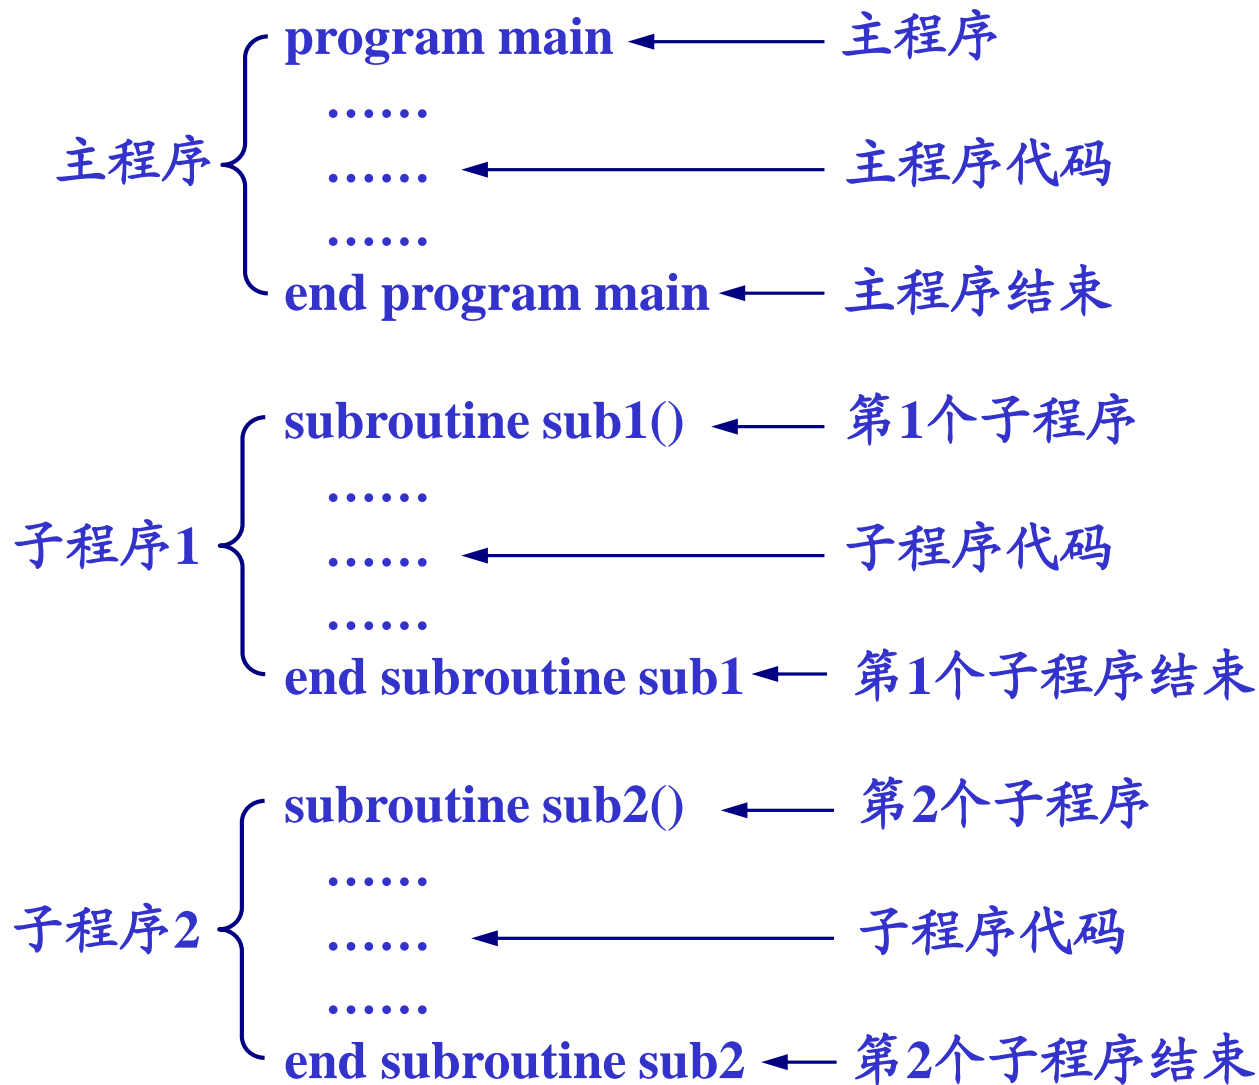 program main 主程序
……
主程序 …… 主程序代码
……
end program main 主程序结束
subroutine sub1() 第1个子程序
……
子程序1 …… 子程序代码
……
end subroutine sub1 第1个子程序结束
subroutine sub2() 第2个子程序
……
子程序2 …… 子程序代码
……
end subroutine sub2 第2个子程序结束